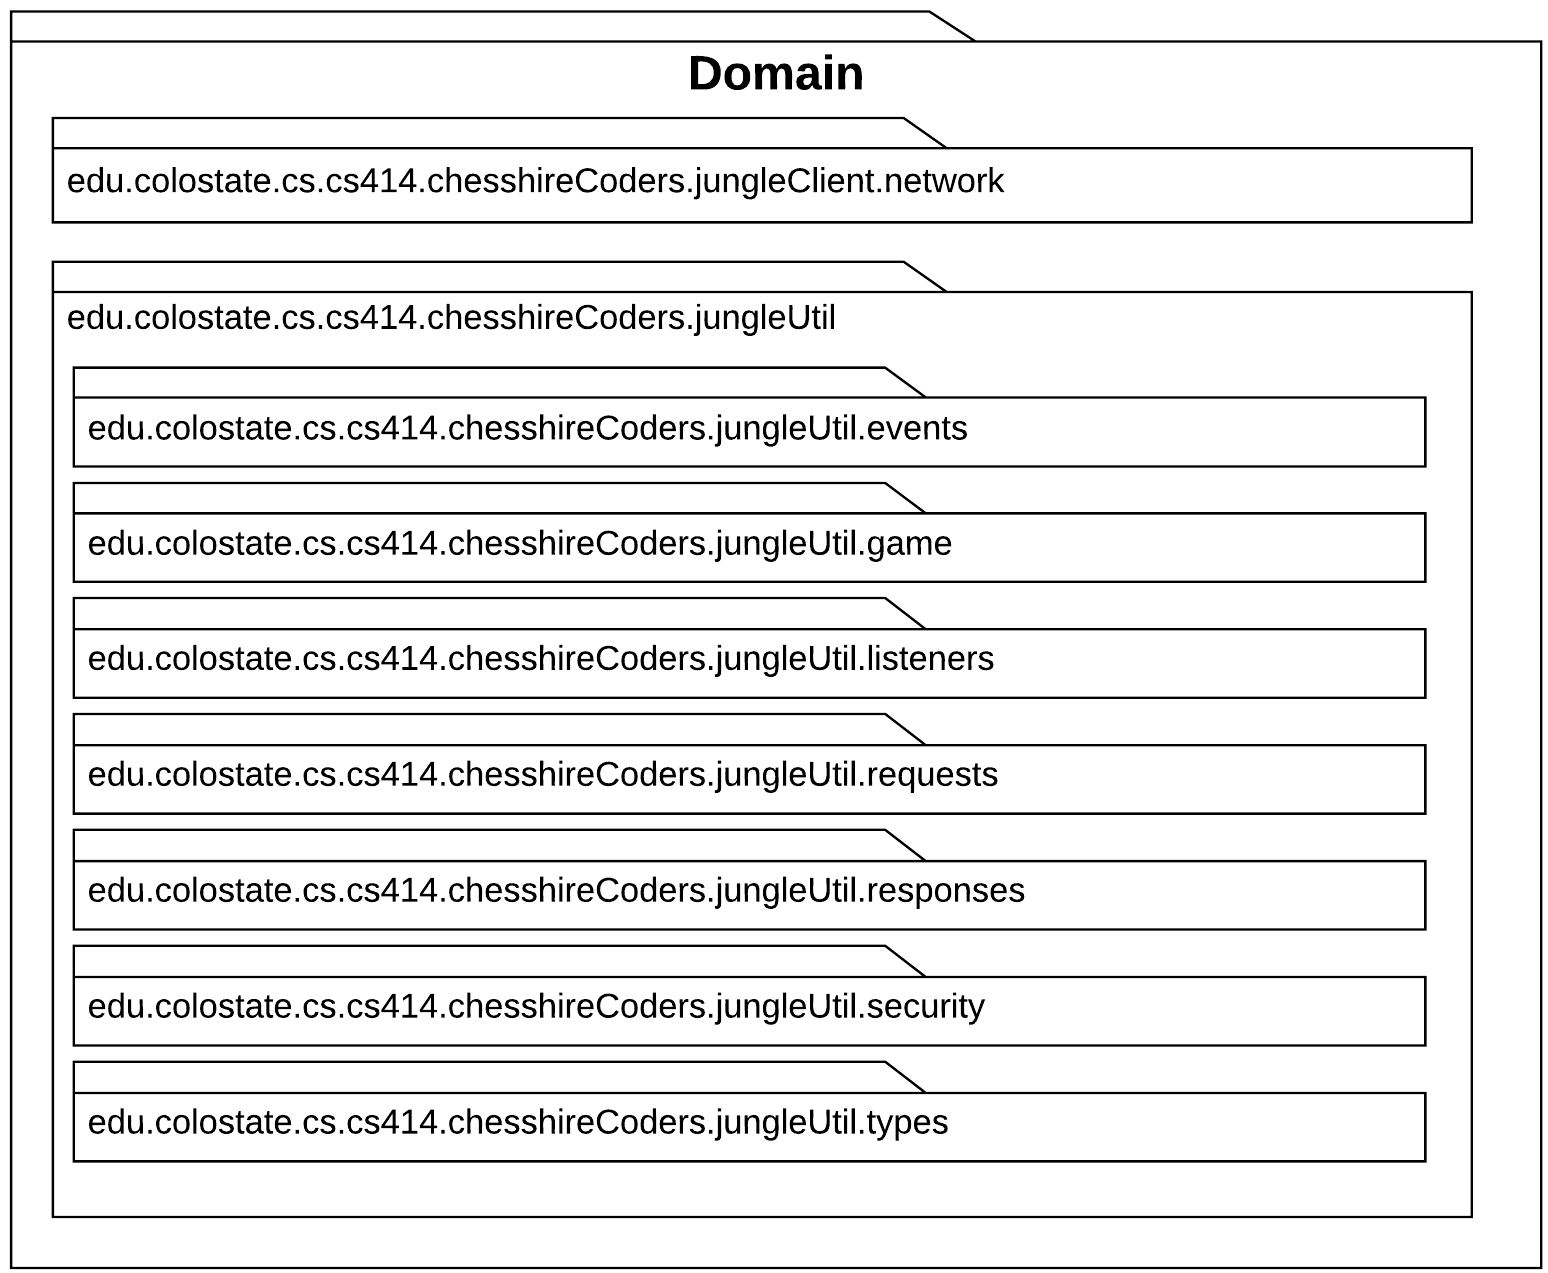 Domain
edu.colostate.cs.cs414.chesshireCoders.jungleClient.network
edu.colostate.cs.cs414.chesshireCoders.jungleUtil
edu.colostate.cs.cs414.chesshireCoders.jungleUtil.events
edu.colostate.cs.cs414.chesshireCoders.jungleUtil.game
edu.colostate.cs.cs414.chesshireCoders.jungleUtil.listeners
edu.colostate.cs.cs414.chesshireCoders.jungleUtil.requests
edu.colostate.cs.cs414.chesshireCoders.jungleUtil.responses
edu.colostate.cs.cs414.chesshireCoders.jungleUtil.security
edu.colostate.cs.cs414.chesshireCoders.jungleUtil.types